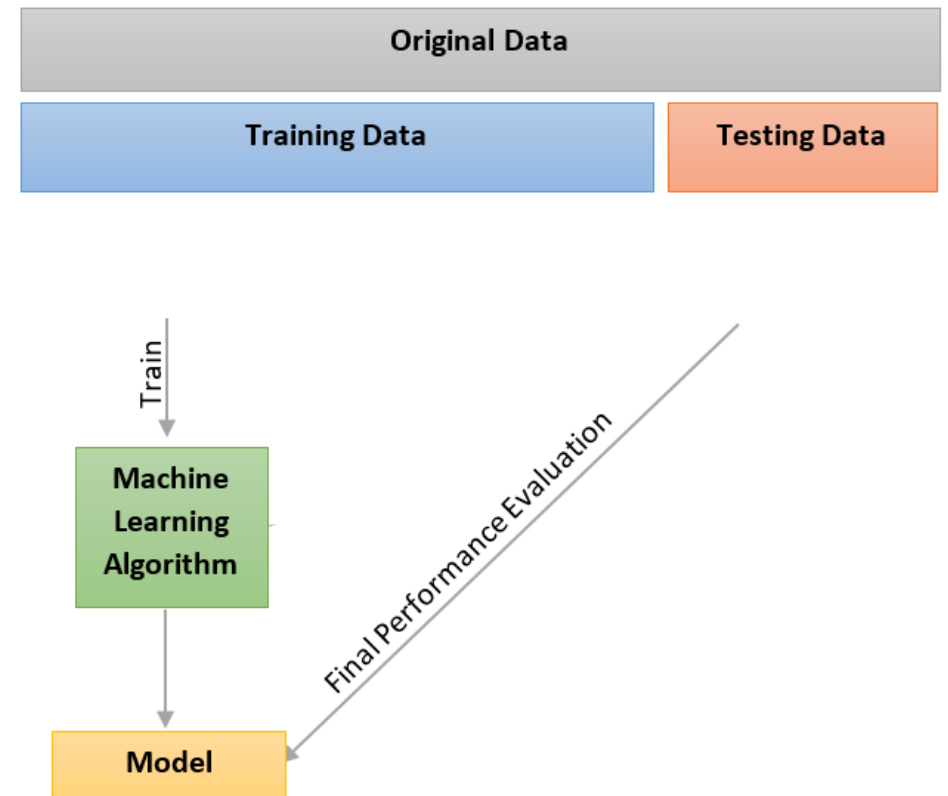 Original Data
Training Data
Testing Data
Train
Machine
Learning
Algorithm
Final Performance Evaluation
Model